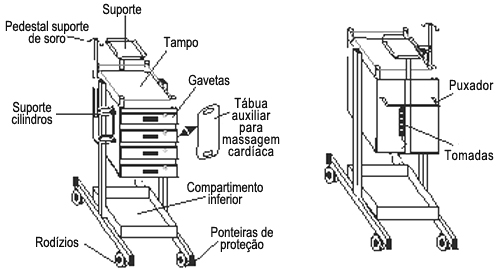 Suporte
Pedestal suporte
de soro
Tampo
Gavetas
Suporte
cilindros
Tábua
auxiliar
para
massagem
cardíaca
Compartimento
inferior
Rodízios
Ponteiras de
proteção
Puxador
Tomadas